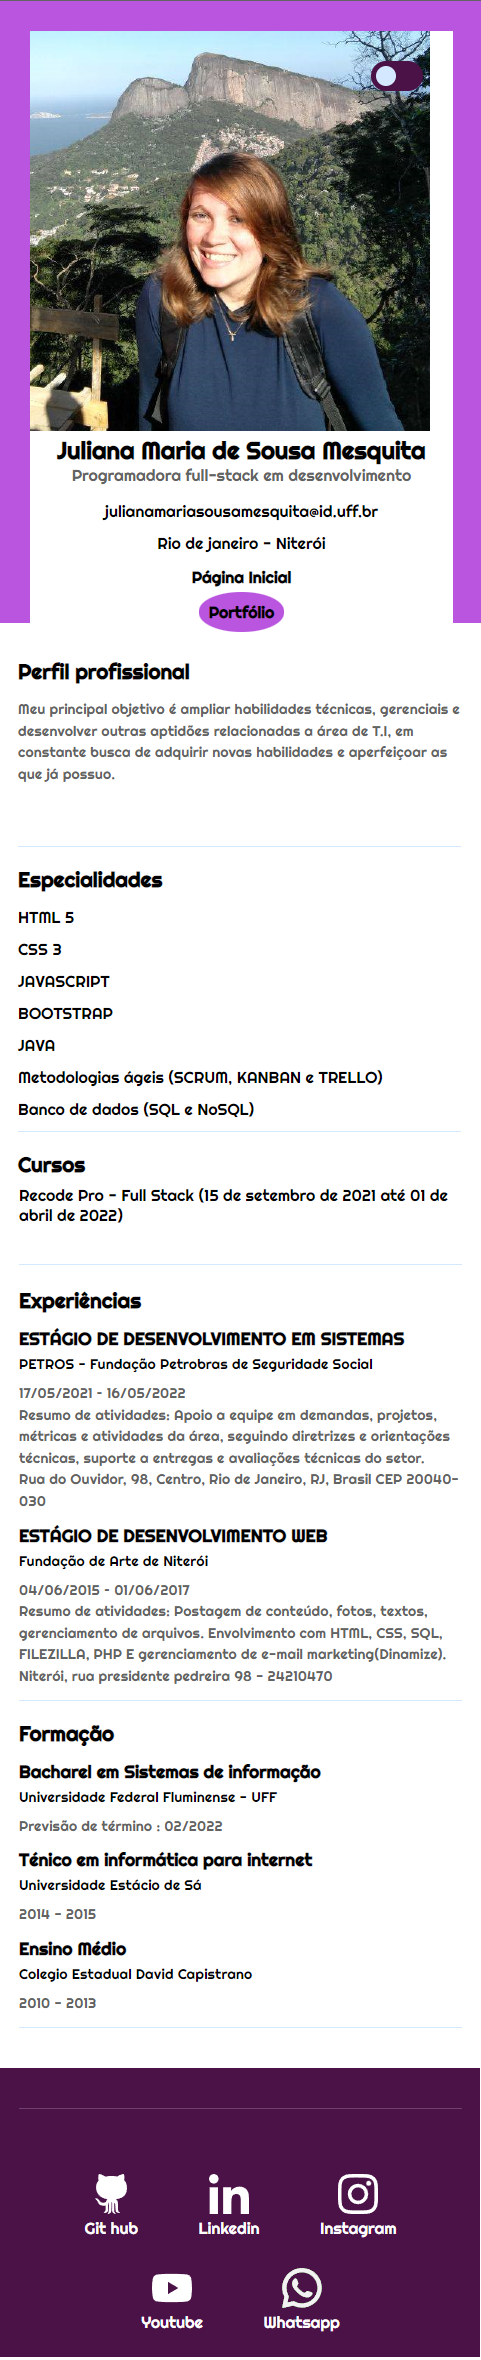 Juliana Maria de Sousa Mesquita
Programadora full-stack em desenvolvimento
julianamariasousamesquita@id.uff.br
Rio de janeiro - Niterói
Página Inicial
Portfólio
Perfil profissional
Meu principal objetivo é ampliar habilidades técnicas, gerenciais e
desenvolver outras aptidões relacionadas a área de T.I, em
constante busca de adquirir novas habilidades e aperfeiçoar as
que já possuo.
Especialidades
HTML 5
CSS 3
JAVASCRIPT
BOOTSTRAP
JAVA
Metodologias ágeis (SCRUM, KANBAN e TRELLO)
Banco de dados (SQL e NoSQL)
Cursos
Recode Pro - Full Stack (15 de setembro de 2021 até 01 de
abril de 2022)
Experiências
ESTÁGIO DE DESENVOLVIMENTO EM SISTEMAS
PETROS - Fundação Petrobras de Seguridade Social
17/05/2021 - 16/05/2022
Resumo de atividades: Apoio a equipe em demandas, projetos,
métricas e atividades da área, seguindo diretrizes e orientações
técnicas, suporte a entregas e avaliações técnicas do setor.
Rua do Ouvidor, 98, Centro, Rio de Janeiro, RJ, Brasil CEP 20040-
030
ESTÁGIO DE DESENVOLVIMENTO WEB
Fundação de Arte de Niterói
04/06/2015 - 01/06/2017
Resumo de atividades: Postagem de conteúdo, fotos, textos,
gerenciamento de arquivos. Envolvimento com HTML, CSS, SQL,
FILEZILLA, PHP E gerenciamento de e-mail marketing(Dinamize).
Niterói, rua presidente pedreira 98 - 24210470
Formação
Bacharel em Sistemas de informação
Universidade Federal Fluminense - UFF
Previsão de término : 02/2022
Ténico em informática para internet
Universidade Estácio de Sá
2014 - 2015
Ensino Médio
Colegio Estadual David Capistrano
2010 - 2013
Git hub
Linkedin
Instagram
Youtube
Whatsapp